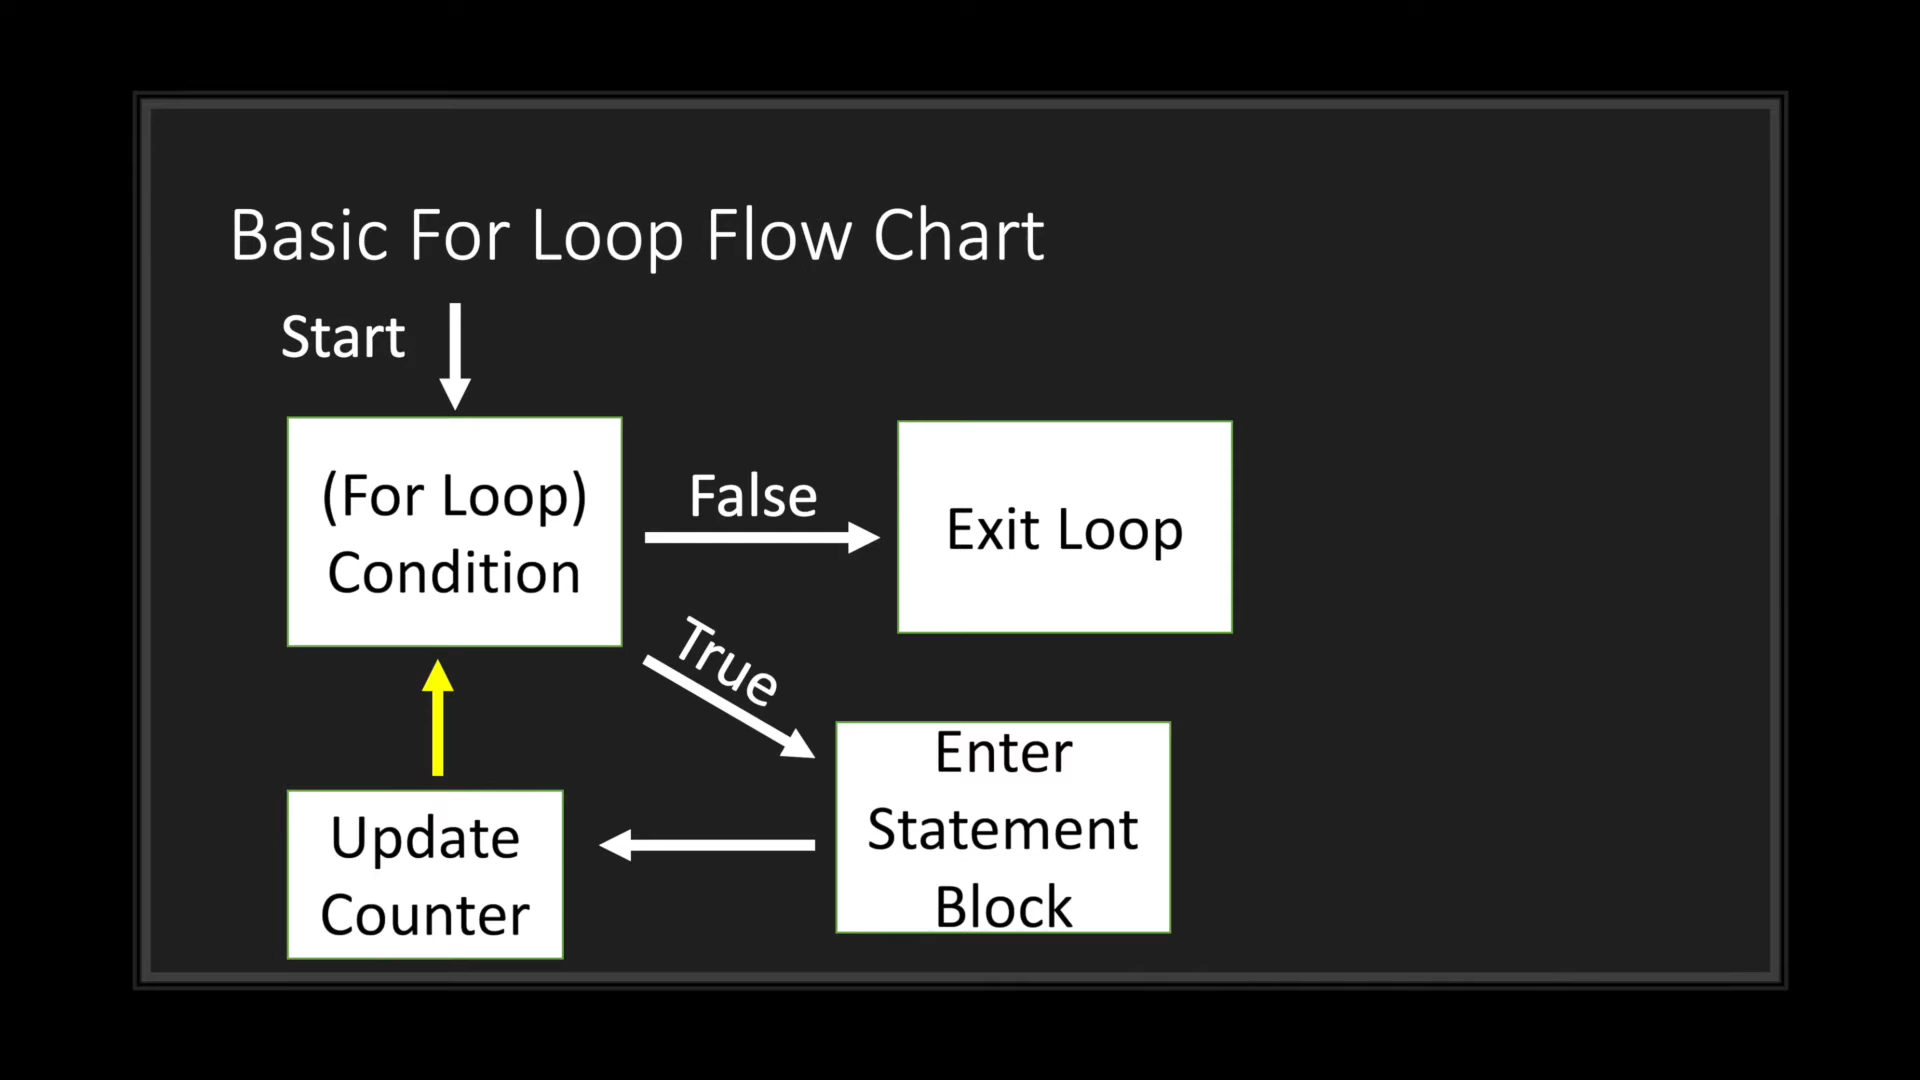 Basic For Loop Flow Chart
Start
(For Loop)
Condition
False
Exit Loop
True
Enter
Statement
Block
Update
Counter